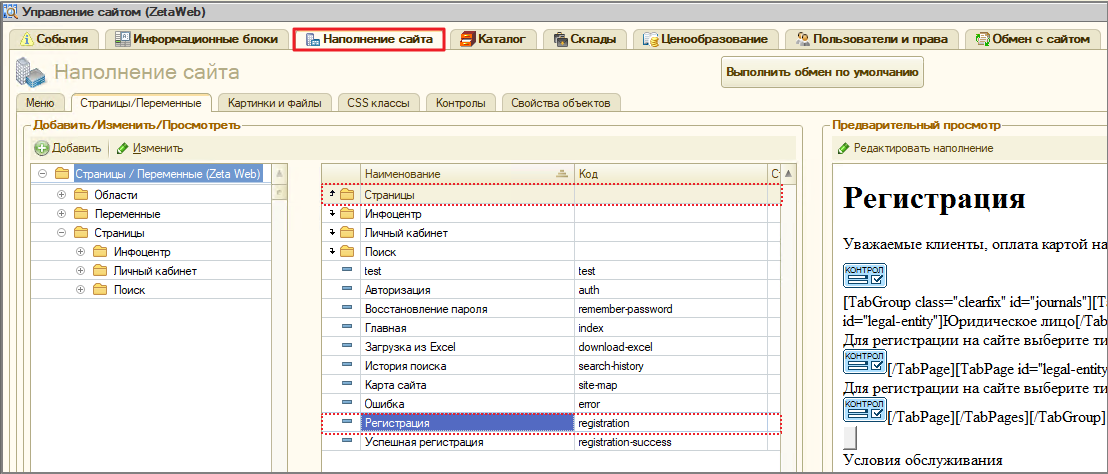 Управление сайтом (ZetaWeb)
События Информационные блоки Наполнение сайта Каталог Склады Ценообразование Пользователи и права Обмен с сайтом
Наполнение сайта
Выполнить обмен по умолчанию
Меню Страницы/Переменные Картинки и файлы CSS классы Контролы Свойства объектов
Добавить/Изменить/Просмотреть
Добавить Изменить
Страницы / Переменные (Zeta Web)
Области
Переменные
Страницы
Инфоцентр
Личный кабинет
Поиск
Наименование Код С
Страницы
Инфоцентр
Личный кабинет
Поиск
test test
Авторизация auth
Восстановление пароля remember-password
Главная index
Загрузка из Excel download-excel
История поиска search-history
Карта сайта site-map
Ошибка error
Регистрация registration
Успешная регистрация registration-success
Предварительный просмотр
Редактировать наполнение
Регистрация
Уважаемые клиенты, оплата картой на
КОНТРОЛ
[TabGroup class="clearfix" id="journals"][Ta
id="legal-entity"]Юридическое лицо[/Tab
Для регистрации на сайте выберите ти
КОНТРОЛ [/TabPage][TabPage id="legal-entity
Для регистрации на сайте выберите ти
КОНТРОЛ [/TabPage][/TabPages][/TabGroup]
Условия обслуживания